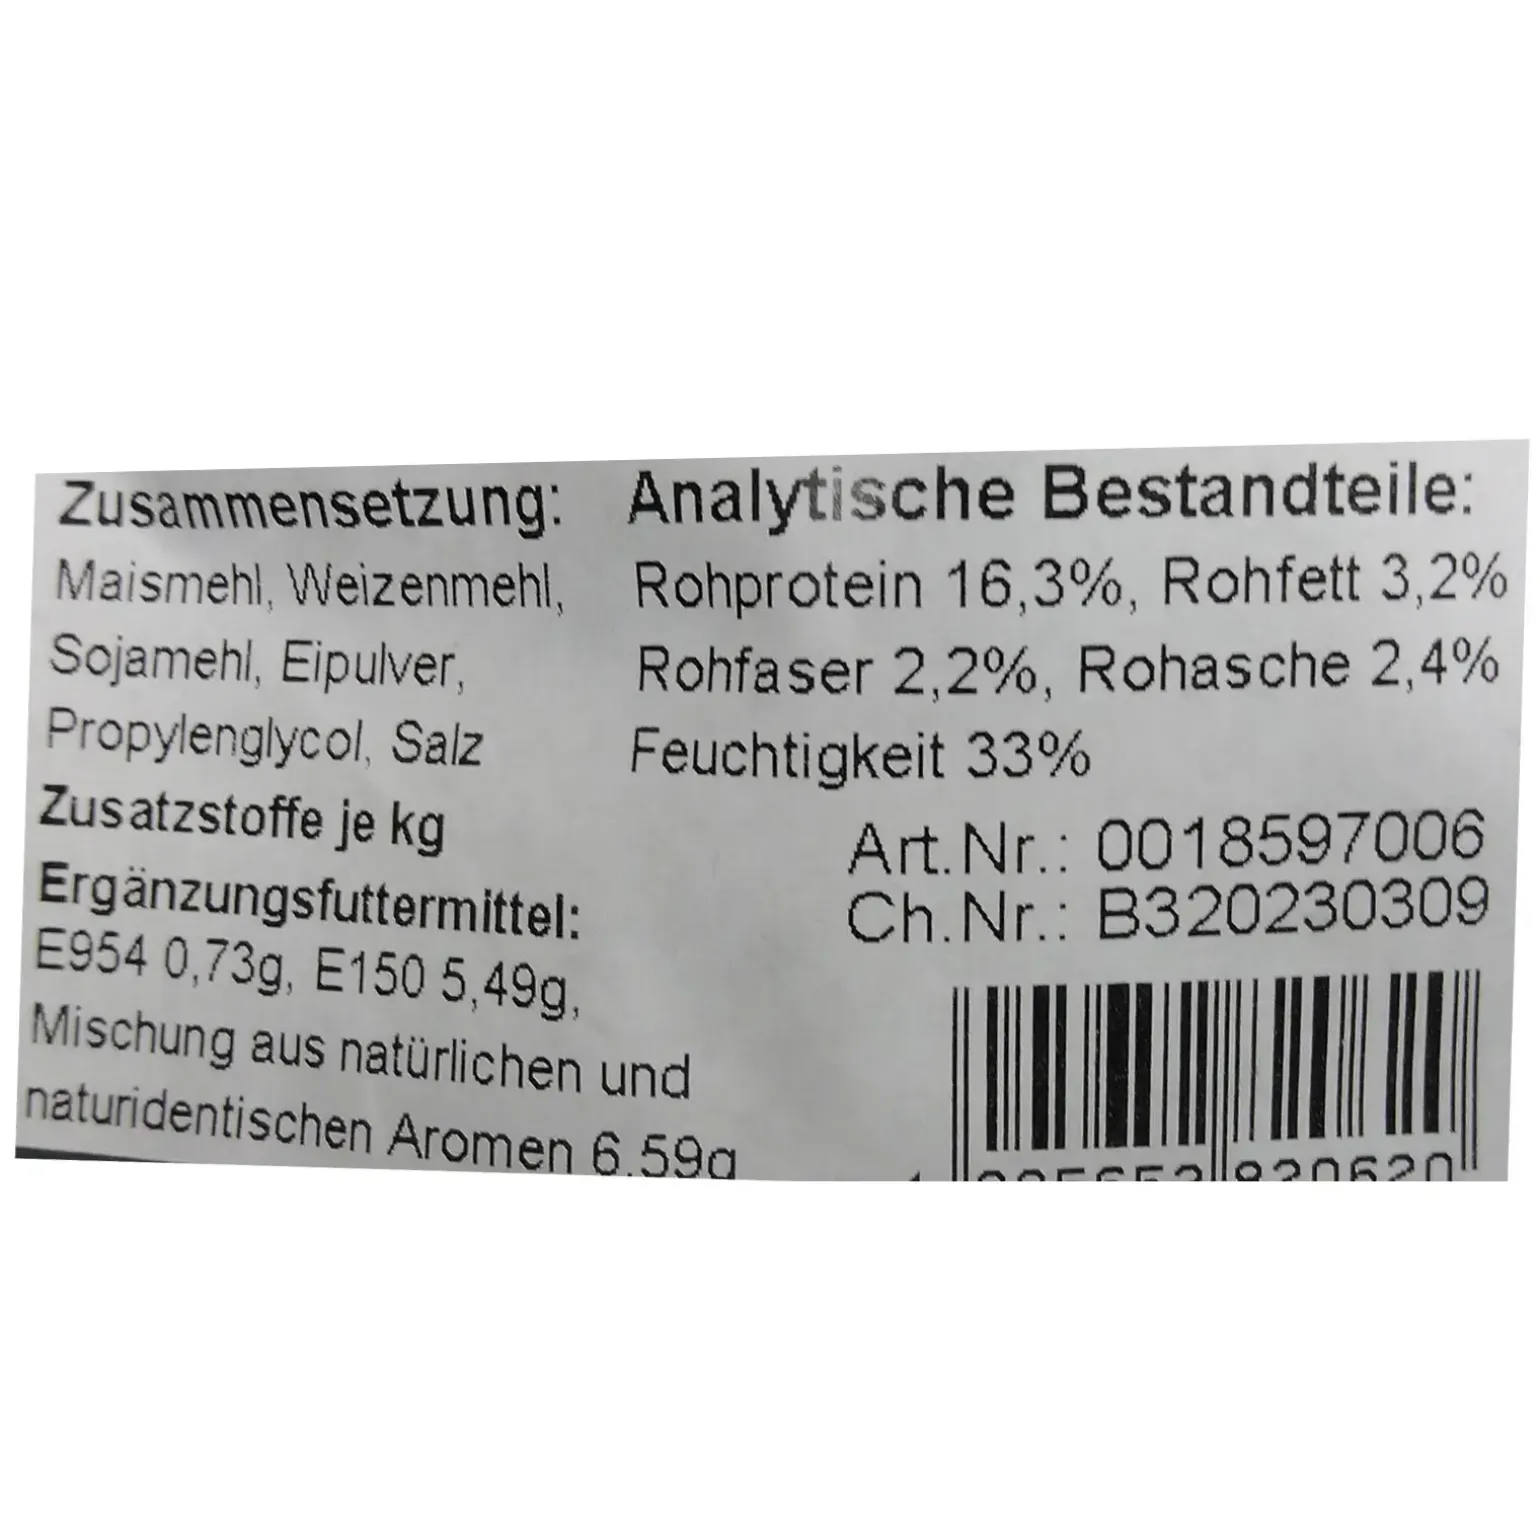 Zusammensetzung:
Maismehl, Weizenmehl,
Sojamehl, Eipulver,
Propylenglycol, Salz
Zusatzstoffe je kg
Ergänzungsfuttermittel:
E954 0,73g, E150 5,49g,
Mischung aus natürlichen und
naturidentischen Aromen 6.59g
Analytische Bestandteile:
Rohprotein 16,3%, Rohfett 3,2%
Rohfaser 2,2%, Rohasche 2,4%
Feuchtigkeit 33%
Art.Nr.: 0018597006
Ch.Nr.: B320230309